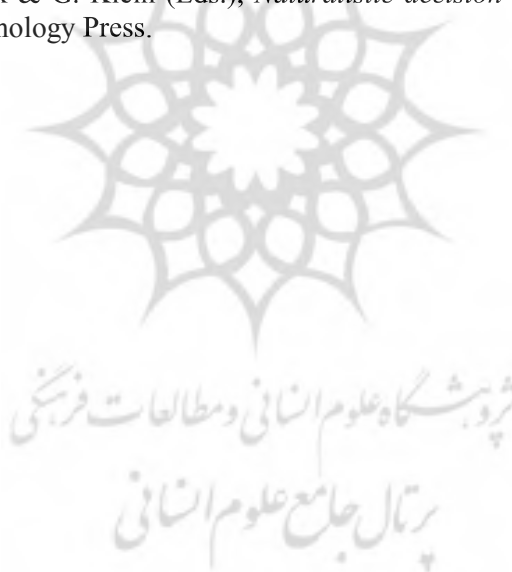 & G. Klein (Eds.), Naturalistic decision
nology Press.
پژوهشگاه علوم انسانی و مطالعات فرهنگی
پرتال جامع علوم انسانی